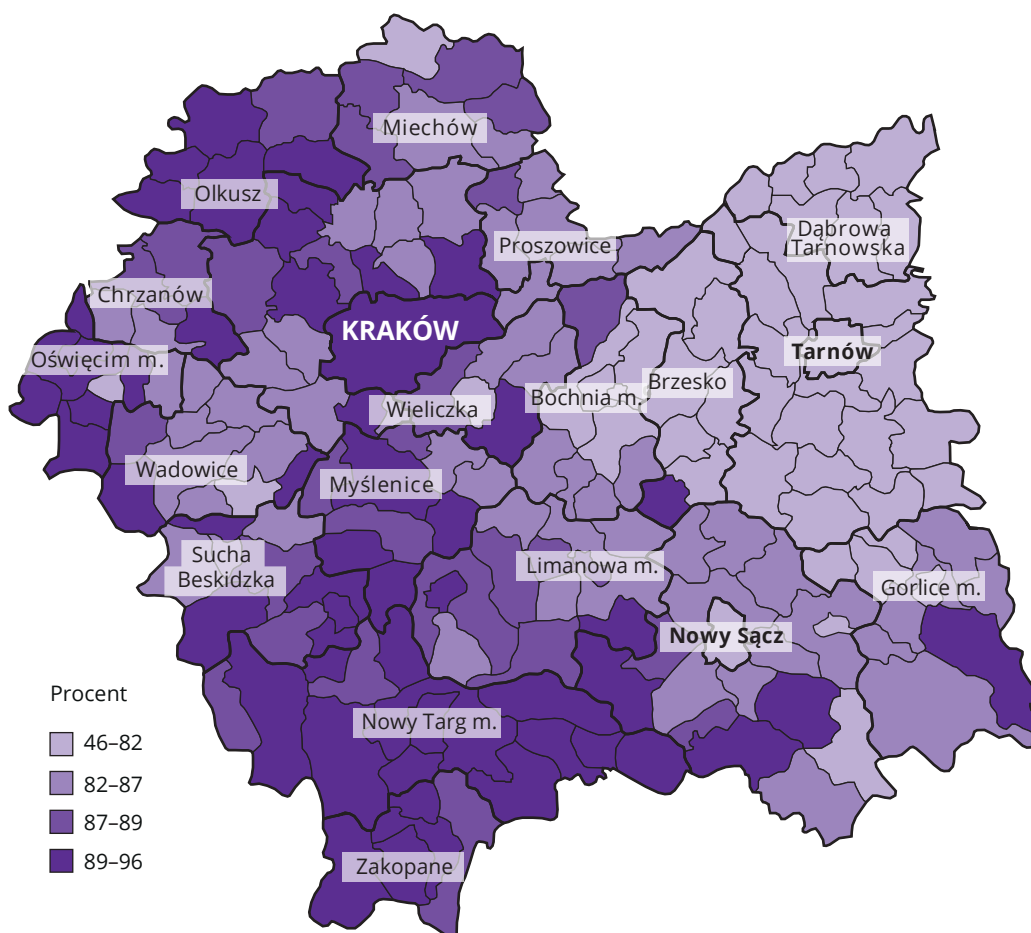 Miechów
Olkusz
Dąbrowa
Tarnowska
Proszowice
Chrzanów
KRAKÓW
Tarnów
Oświęcim m.
Brzesko
Wieliczka
Bochnia m.
Wadowice
Myślenice
Sucha
Beskidzka
Limanowa m.
Gorlice m.
Nowy Sącz
Nowy Targ m.
Zakopane
Procent
46–82
82–87
87–89
89–96